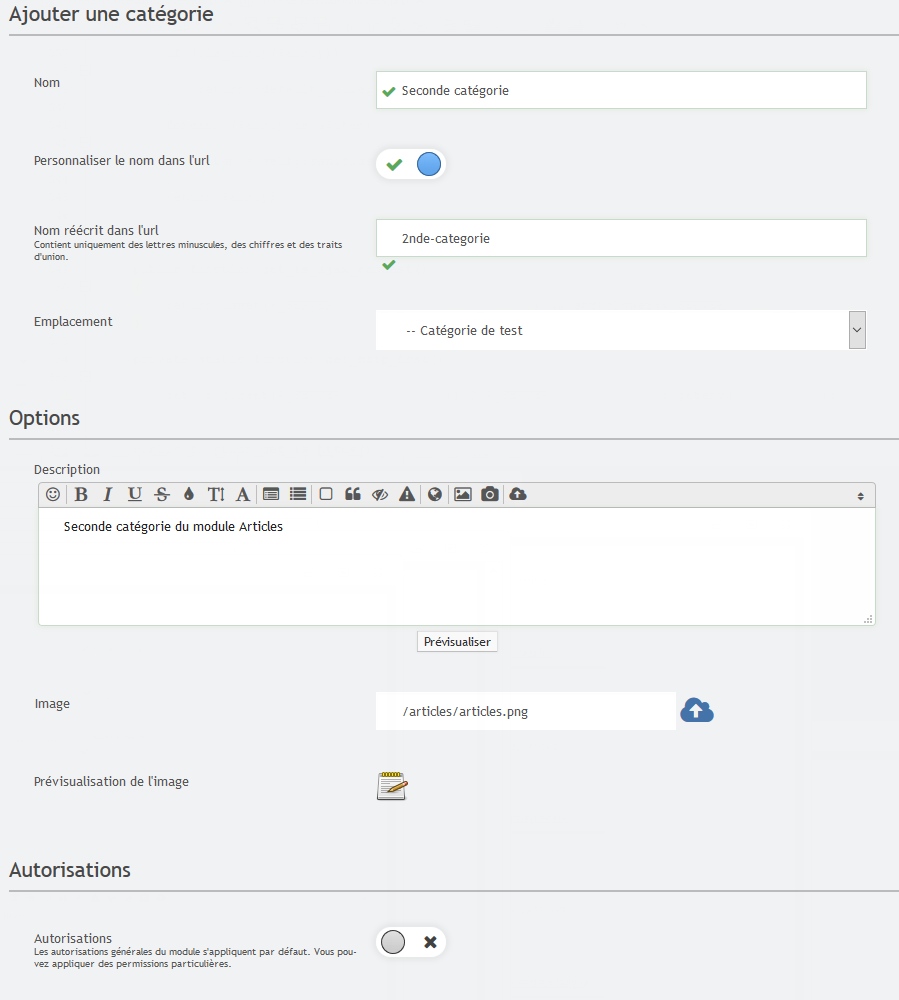 Ajouter une catégorie
Nom
Seconde catégorie
Personnaliser le nom dans l'url
Nom réécrit dans l'url
Contient uniquement des lettres minuscules, des chiffres et des traits
d'union.
2nde-categorie
Emplacement
-- Catégorie de test
Options
Description
B I U S T A
Seconde catégorie du module Articles
Prévisualiser
Image
/articles/articles.png
Prévisualisation de l'image
Autorisations
Autorisations
Les autorisations générales du module s'appliquent par défaut. Vous pou-
vez appliquer des permissions particulières.